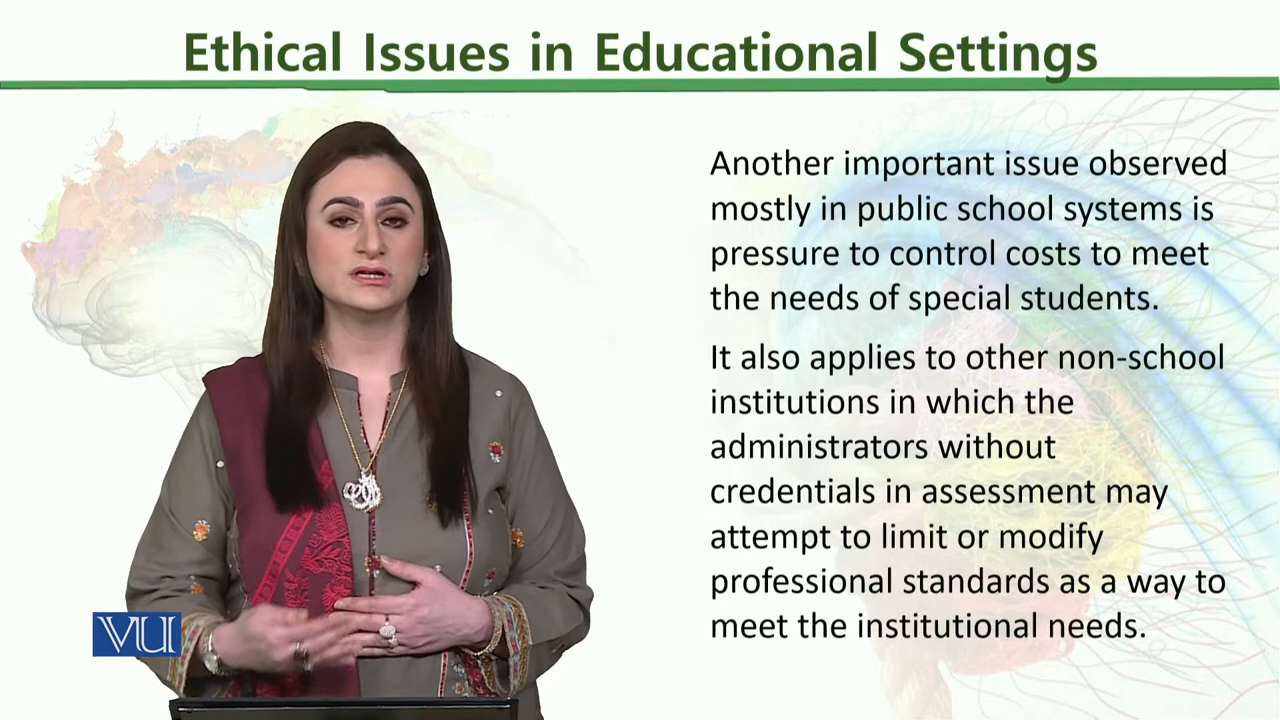 Ethical Issues in Educational Settings
Another important issue observed
mostly in public school systems is
pressure to control costs to meet
the needs of special students.
It also applies to other non-school
institutions in which the
administrators without
credentials in assessment may
attempt to limit or modify
professional standards as a way to
meet the institutional needs.
VU